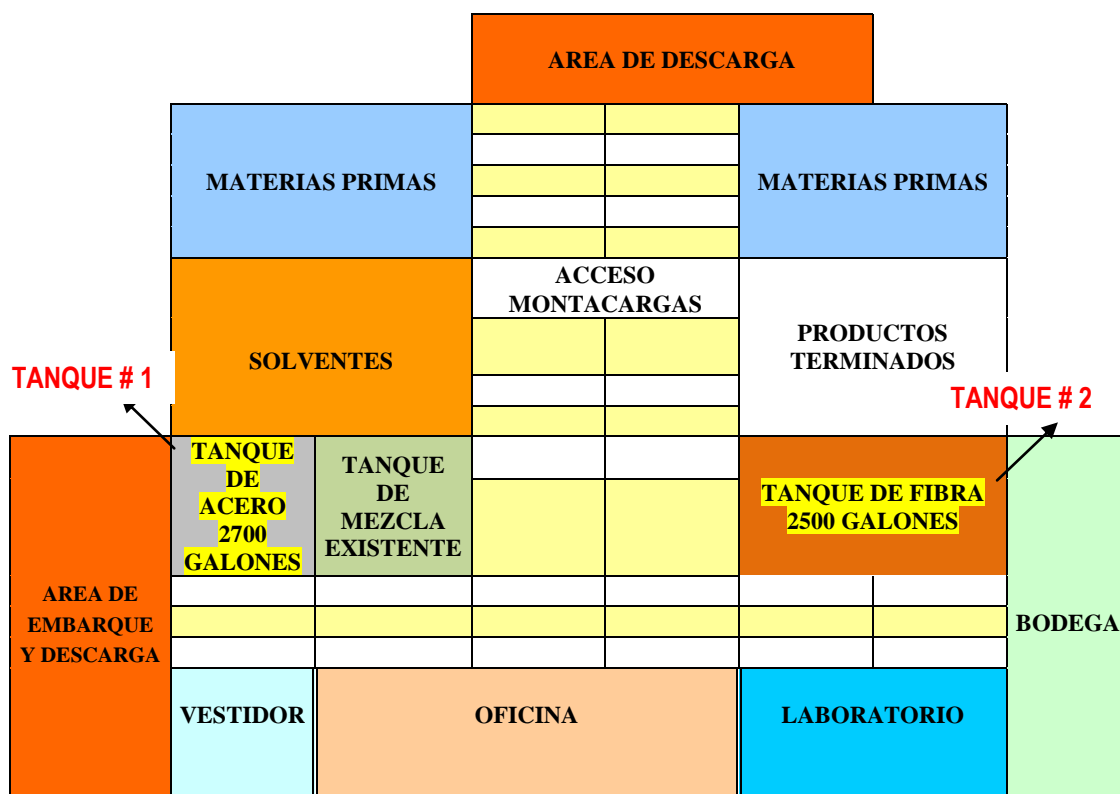 AREA DE DESCARGA
MATERIAS PRIMAS
MATERIAS PRIMAS
ACCESO
MONTACARGAS
SOLVENTES
PRODUCTOS
TERMINADOS
TANQUE # 1
TANQUE # 2
TANQUE
DE
ACERO
2700
GALONES
TANQUE
DE
MEZCLA
EXISTENTE
TANQUE DE FIBRA
2500 GALONES
AREA DE
EMBARQUE
Y DESCARGA
BODEGA
VESTIDOR
OFICINA
LABORATORIO